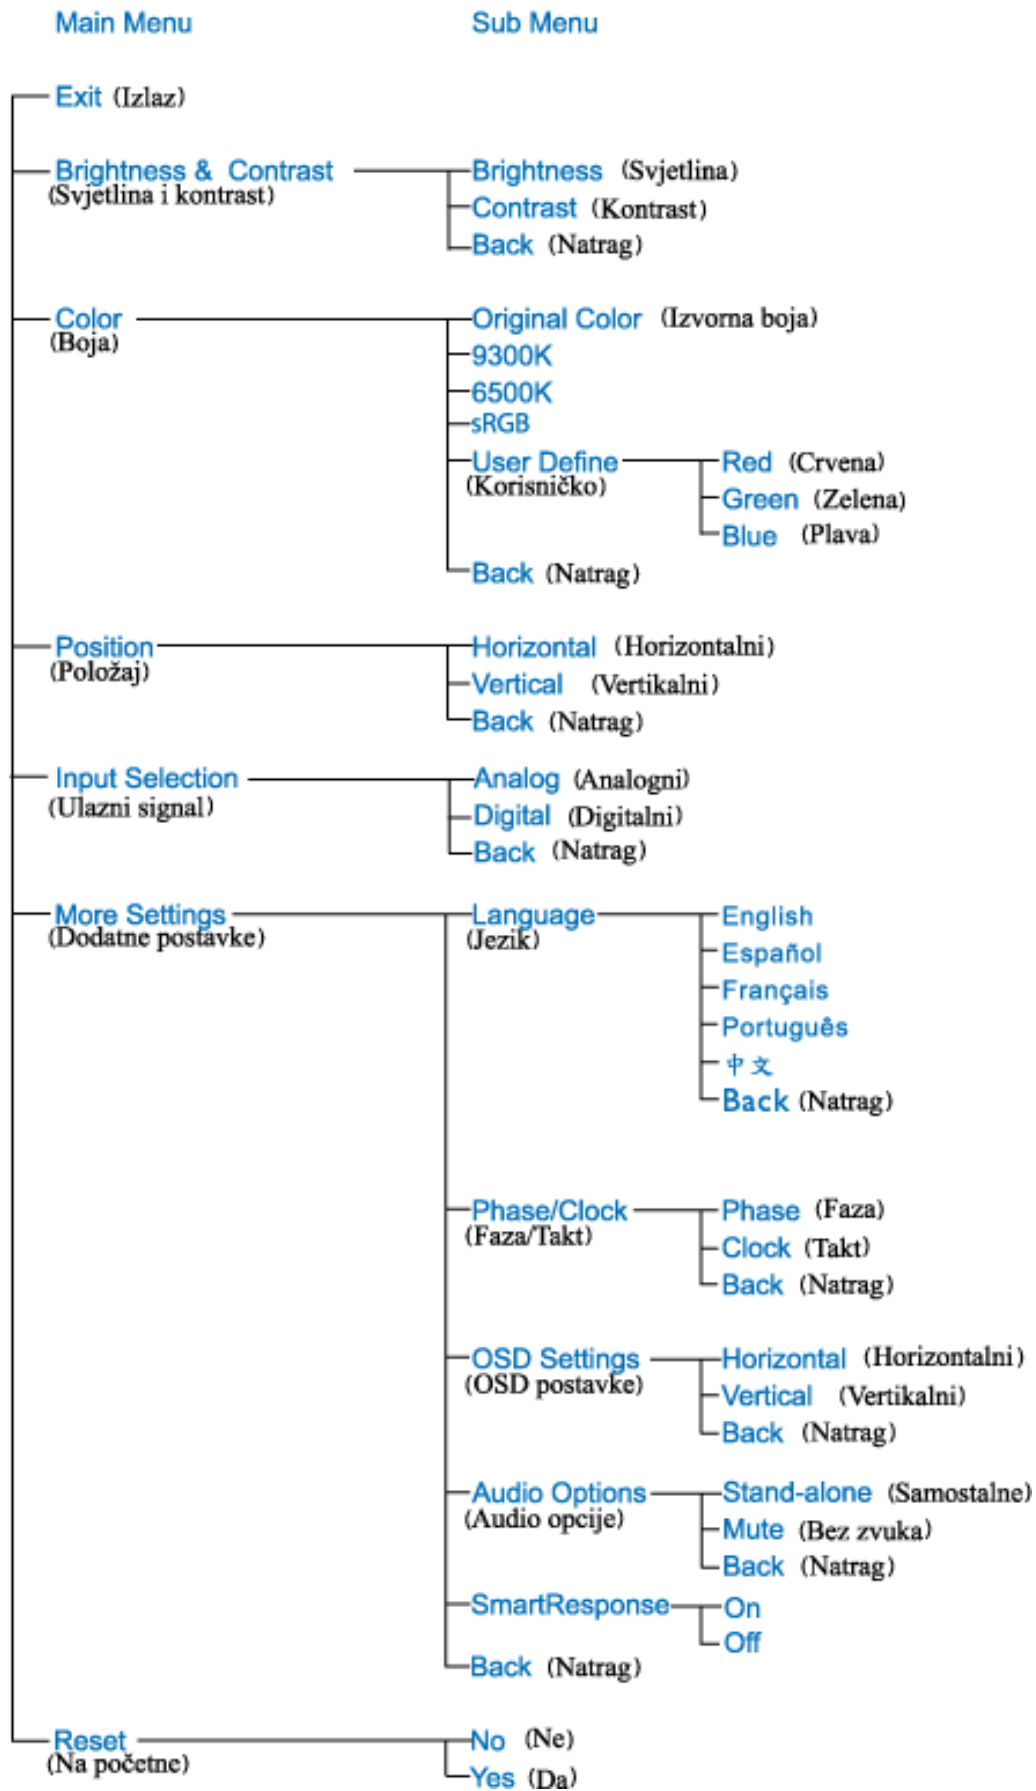 Main Menu Sub Menu
Exit (Izlaz)
Brightness & Contrast Brightness (Svjetlina)
(Svjetlina i kontrast) Contrast (Kontrast)
Back (Natrag)
Color Original Color (Izvorna boja)
(Boja) 9300K
6500K
sRGB
User Define Red (Crvena)
(Korisničko) Green (Zelena)
Blue (Plava)
Back (Natrag)
Position Horizontal (Horizontalni)
(Položaj) Vertical (Vertikalni)
Back (Natrag)
Input Selection Analog (Analogni)
(Ulazni signal) Digital (Digitalni)
Back (Natrag)
More Settings Language English
(Dodatne postavke) (Jezik) Español
Français
Português
中文
Back (Natrag)
Phase/Clock Phase (Faza)
(Faza/Takt) Clock (Takt)
Back (Natrag)
OSD Settings Horizontal (Horizontalni)
(OSD postavke) Vertical (Vertikalni)
Back (Natrag)
Audio Options Stand-alone (Samostalne)
(Audio opcije) Mute (Bez zvuka)
Back (Natrag)
SmartResponse On
Off
Back (Natrag)
Reset No (Ne)
(Na početne) Yes (Da)